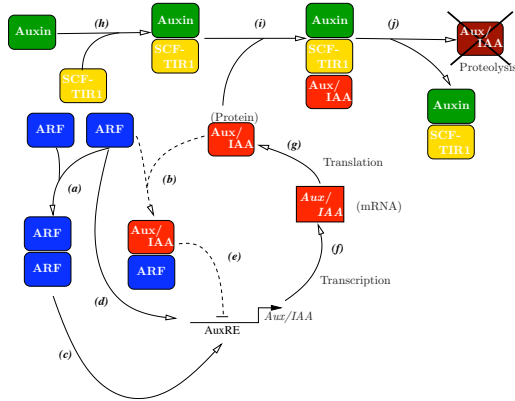 (h)
(i)
(j)
Auxin
Auxin
SCF-
TIR1
SCF-
TIR1
Auxin
SCF-
TIR1
Aux/
IAA
Aux/
IAA
Proteolysis
Auxin
SCF-
TIR1
ARF
ARF
(Protein)
Aux/
IAA
(a)
(b)
(g)
Translation
ARF
ARF
Aux/
IAA
ARF
Aux/
IAA
(mRNA)
(e)
(f)
(d)
Transcription
AuxRE
Aux/IAA
(c)